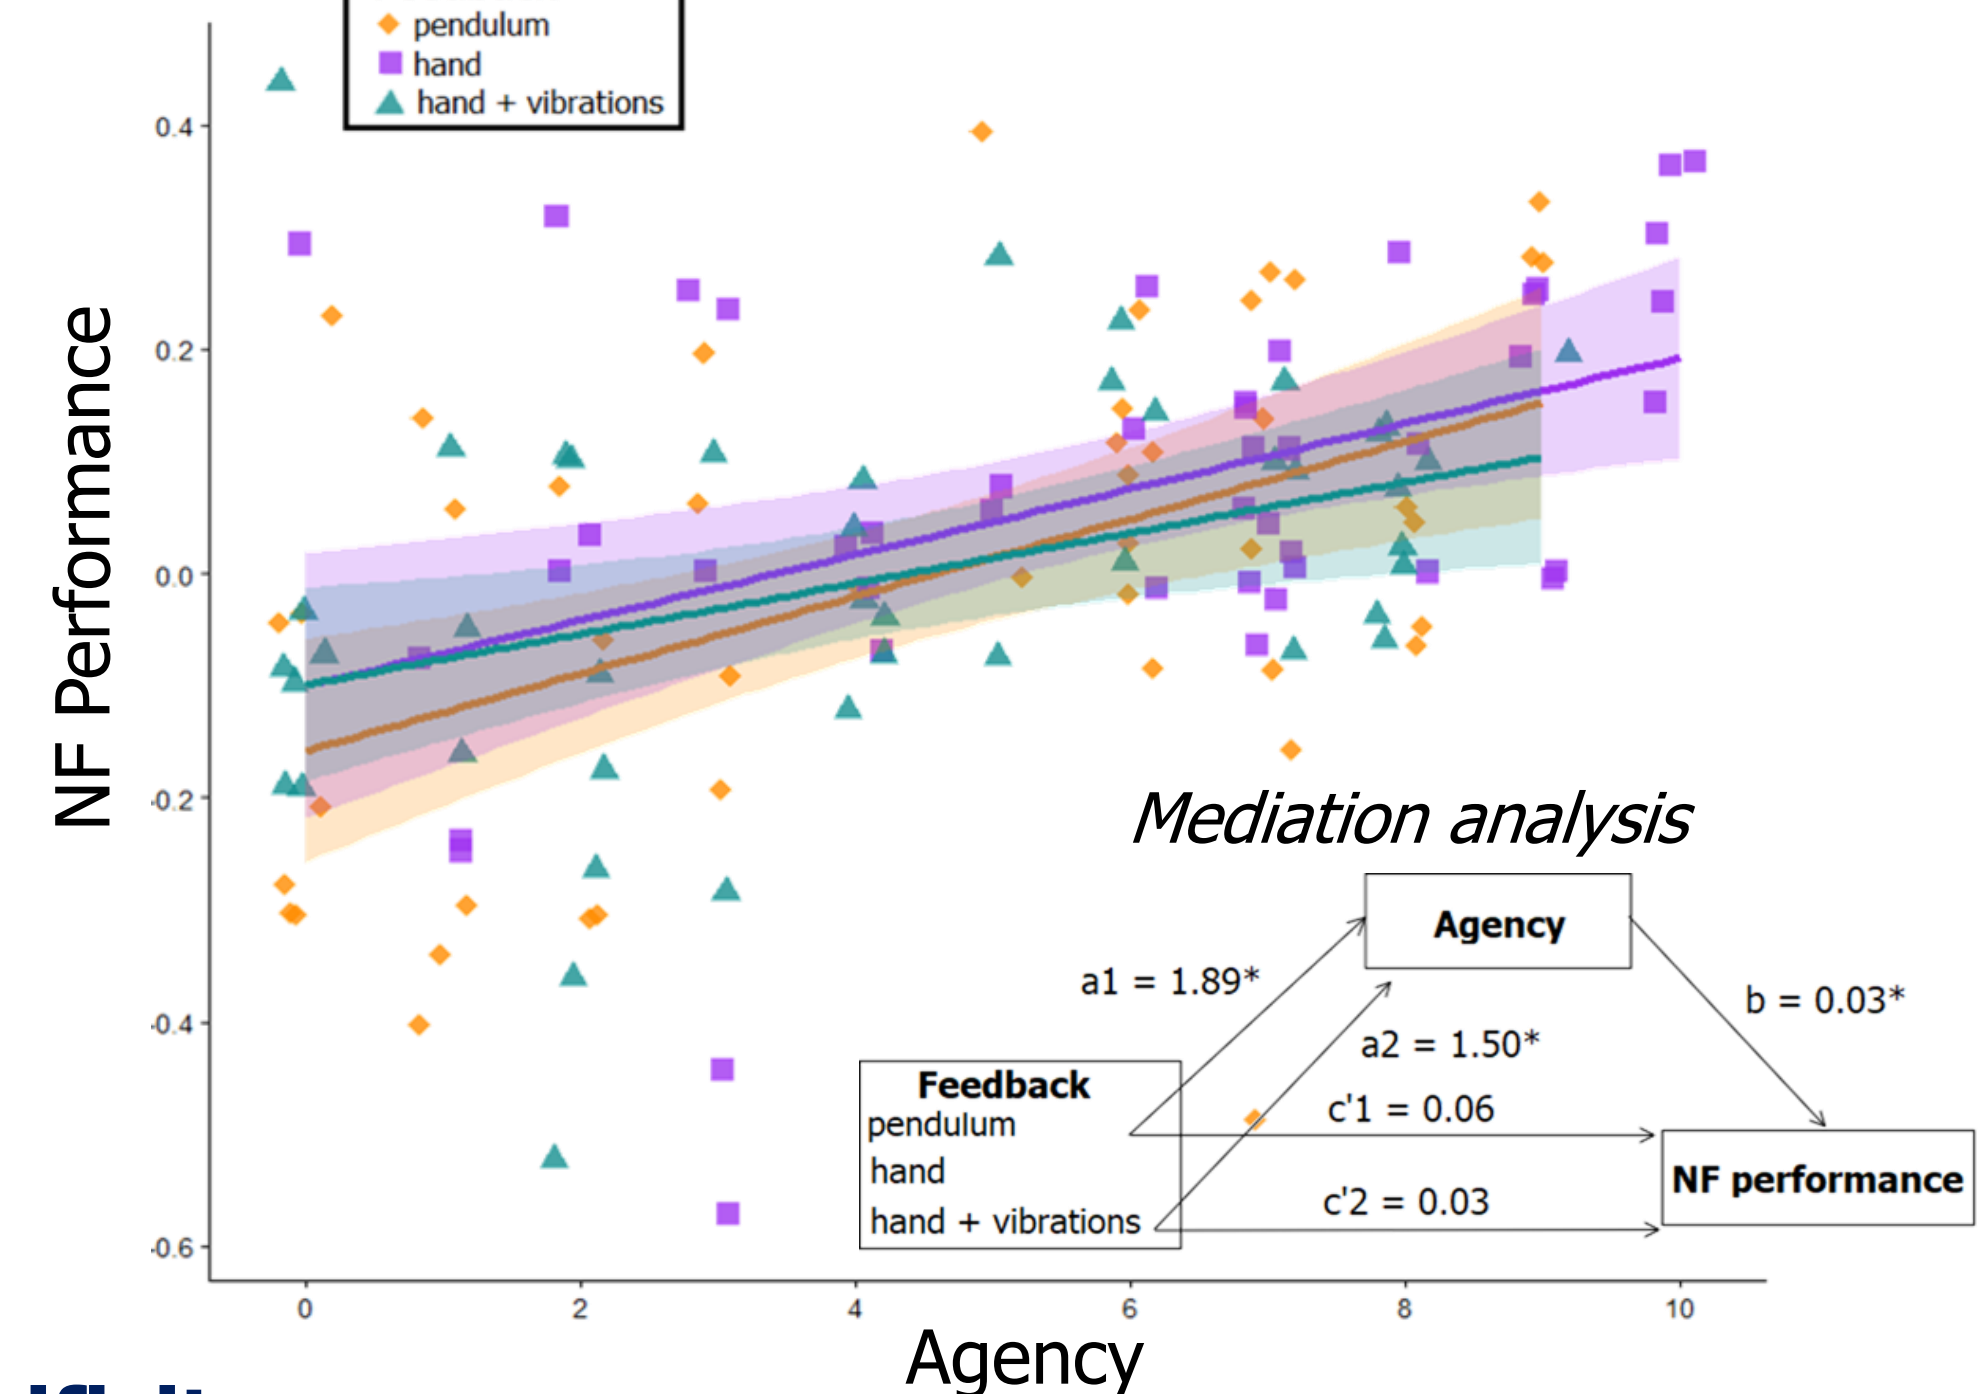 pendulum
hand
hand + vibrations
0.4
0.2
0.0
-0.2
-0.4
-0.6
NF Performance
0 2 4 6 8 10
Agency
Mediation analysis
Agency
a1 = 1.89*
b = 0.03*
a2 = 1.50*
Feedback
pendulum
hand
hand + vibrations
c'1 = 0.06
c'2 = 0.03
NF performance